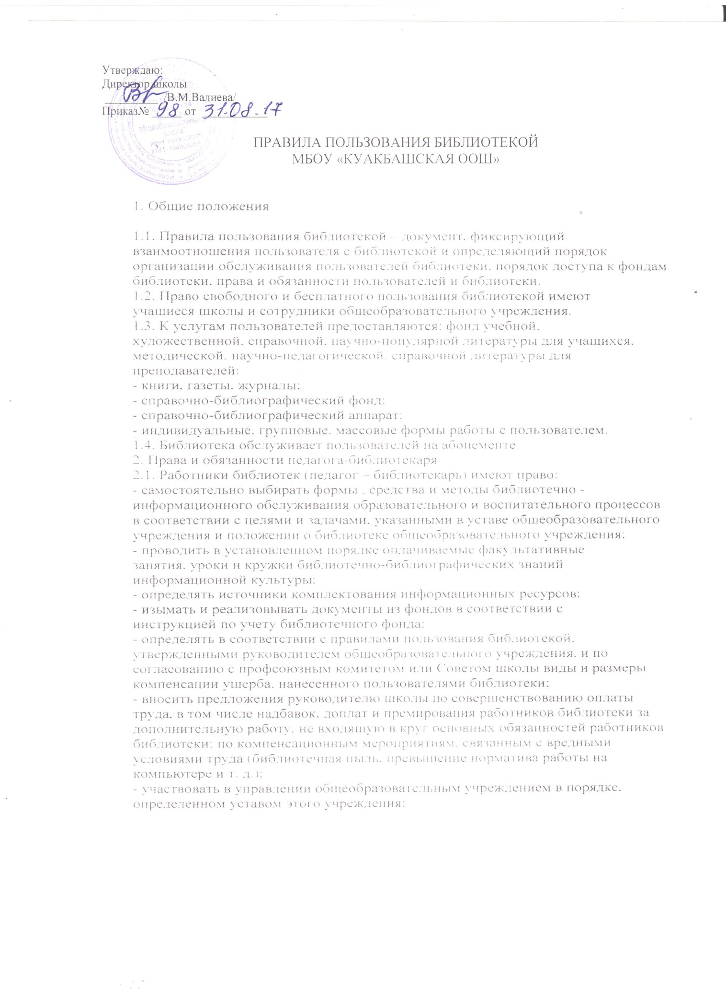 Утверждаю:
Директор школы
/В.М.Валиева/
Приказ№ 98 от 31.08.17
общеобразовательная
школа"
ИНН
КПП 164901001
ПРАВИЛА ПОЛЬЗОВАНИЯ БИБЛИОТЕКОЙ
МБОУ «КУАКБАШСКАЯ ООШ»
1. Общие положения
1.1. Правила пользования библиотекой – документ, фиксирующий
взаимоотношения пользователя с библиотекой и определяющий порядок
организации обслуживания пользователей библиотеки, порядок доступа к фондам
библиотеки, права и обязанности пользователей и библиотеки.
1.2. Право свободного и бесплатного пользования библиотекой имеют
учащиеся школы и сотрудники общеобразовательного учреждения.
1.3. К услугам пользователей предоставляются: фонд учебной,
художественной, справочной, научно-популярной литературы для учащихся,
методической, научно-педагогической, справочной литературы для
преподавателей:
- книги, газеты, журналы;
- справочно-библиографический фонд;
- справочно-библиографический аппарат;
- индивидуальные, групповые, массовые формы работы с пользователем.
1.4. Библиотека обслуживает пользователей на абонементе.
2. Права и обязанности педагога-библиотекаря
2.1. Работники библиотек (педагог – библиотекарь) имеют право:
- самостоятельно выбирать формы , средства и методы библиотечно -
информационного обслуживания образовательного и воспитательного процессов
в соответствии с целями и задачами, указанными в уставе общеобразовательного
учреждения и положении о библиотеке общеобразовательного учреждения;
- проводить в установленном порядке оплачиваемые факультативные
занятия, уроки и кружки библиотечно-библиографических знаний
информационной культуры;
- определять источники комплектования информационных ресурсов;
- изымать и реализовывать документы из фондов в соответствии с
инструкцией по учету библиотечного фонда;
- определять в соответствии с правилами пользования библиотекой,
утвержденными руководителем общеобразовательного учреждения, и по
согласованию с профсоюзным комитетом или Советом школы виды и размеры
компенсации ущерба, нанесенного пользователями библиотеки;
- вносить предложения руководителю школы по совершенствованию оплаты
труда, в том числе надбавок, доплат и премирования работников библиотеки за
дополнительную работу, не входящую в круг основных обязанностей работников
библиотеки; по компенсационным мероприятиям, связанным с вредными
условиями труда (библиотечная пыль, превышение норматива работы на
компьютере и т. д.);
- участвовать в управлении общеобразовательным учреждением в порядке,
определенном уставом этого учреждения;